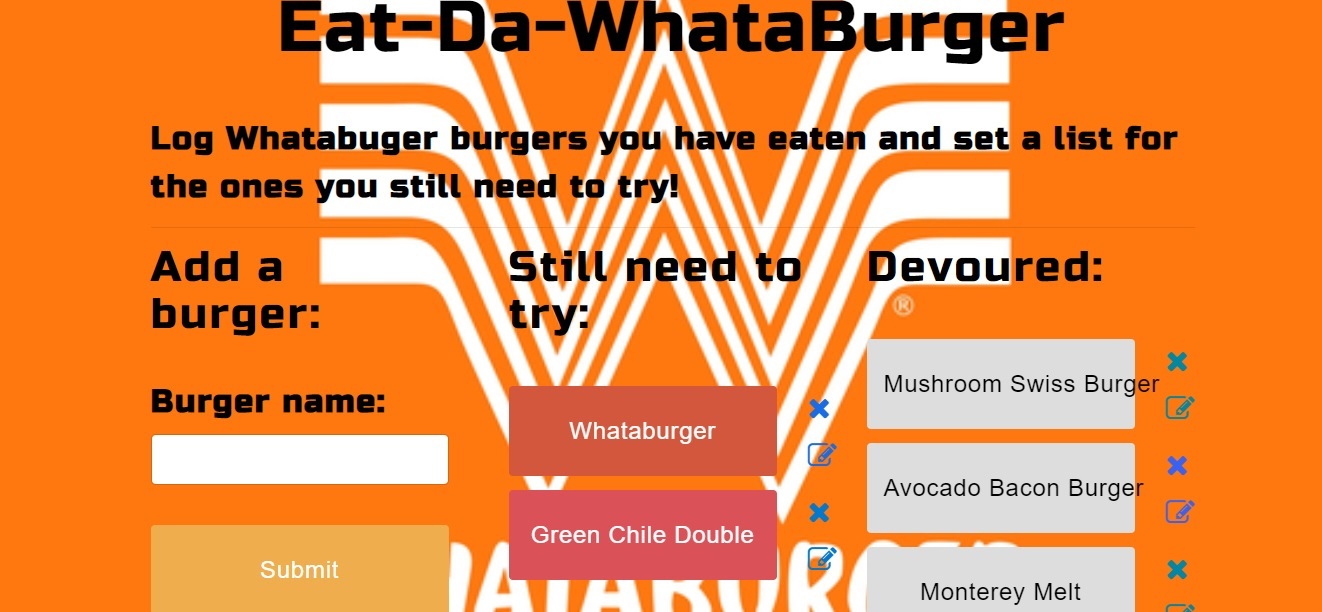 Eat-Da-WhataBurger
Log Whatabuger burgers you have eaten and set a list for
the ones you still need to try!
Add a
burger:
Burger name:
Submit
Still need to
try:
Whataburger
Green Chile Double
Devoured:
®
Mushroom Swiss Burger
Avocado Bacon Burger
Monterey Melt
WHATABURGER